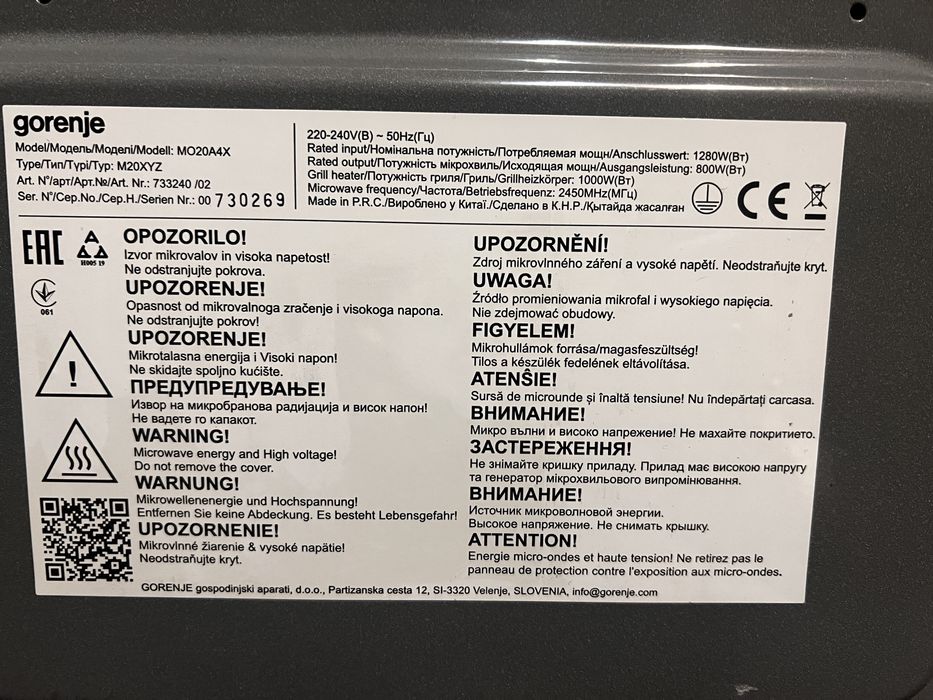 gorenje
Model/Модель/Моделі/Modell: MO20A4X
Type/Тип/Typi/Typ: M20XYZ
Art. N°/арт/Арт.№/Art. Nr.: 733240 /02
Ser. N°/Сер.No./Сер.Н./Serien Nr.: 00 730269
220-240V(В) ~ 50Hz(Гц)
Rated input/Номінальна потужність/Потребляемая мощн/Anschlusswert: 1280W(Вт)
Rated output/Потужність мікрохвиль/Исходящая мощн/Ausgangsleistung: 800W(Вт)
Grill heater/Потужність гриля/Гриль/Grillheizkörper: 1000W(Вт)
Microwave frequency/Частота/Betriebsfrequenz: 2450MHz(МГц)
Made in P.R.C./Вироблено у Китаї./Сделано в К.Н.Р./Қытайда жасалған
CE
EAC
H005 19
061
OPOZORILO!
Izvor mikrovalov in visoka napetost!
Ne odstranjujte pokrova.
UPOZORENJE!
Opasnost od mikrovalnoga zračenje i visokoga napona.
Ne odstranjujte pokrov!
UPOZORENJE!
Mikrotalasna energija i Visoki napon!
Ne skidajte spoljno kućište.
ПРЕДУПРЕДУВАЊЕ!
Извор на микробранова радијација и висок напон!
Не вадете го капакот.
WARNING!
Microwave energy and High voltage!
Do not remove the cover.
WARNUNG!
Mikrowellenenergie und Hochspannung!
Entfernen Sie keine Abdeckung. Es besteht Lebensgefahr!
UPOZORNENIE!
Mikrovlnné žiarenie & vysoké napätie!
Neodstraňujte kryt.
UPOZORNĚNÍ!
Zdroj mikrovlnného záření a vysoké napětí. Neodstraňujte kryt.
UWAGA!
Źródło promieniowania mikrofal i wysokiego napięcia.
Nie zdejmować obudowy.
FIGYELEM!
Mikrohullámok forrása/magasfeszültség!
Tilos a készülék fedelének eltávolítása.
ATENŜIE!
Sursă de microunde și înaltă tensiune! Nu îndepărtați carcasa.
ВНИМАНИЕ!
Микро вълни и високо напрежение! Не махайте покритието.
ЗАСТЕРЕЖЕННЯ!
Не знімайте кришку приладу. Прилад має високою напругу
та генератор мікрохвильового випромінювання.
ВНИМАНИЕ!
Источник микроволновой энергии.
Высокое напряжение. Не снимать крышку.
ATTENTION!
Energie micro-ondes et haute tension! Ne retirez pas le
panneau de protection contre l'exposition aux micro-ondes.
GORENJE gospodinjski aparati, d.o.o., Partizanska cesta 12, SI-3320 Velenje, SLOVENIA, info@gorenje.com